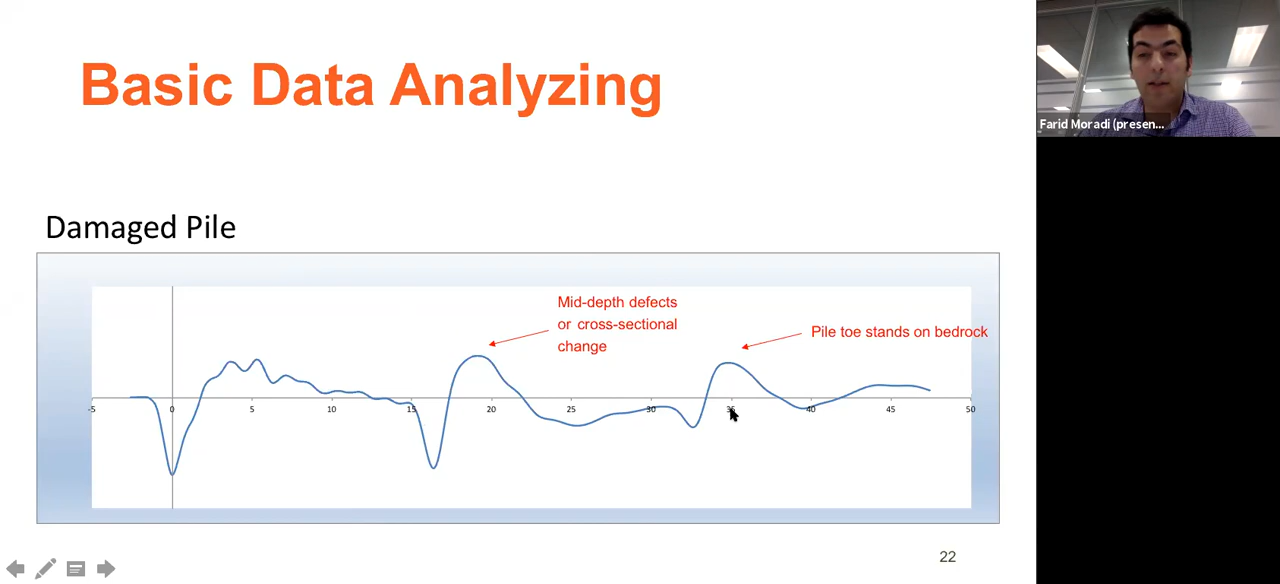 Basic Data Analyzing
Farid Moradi (presen...
Damaged Pile
Mid-depth defects
or cross-sectional
change
Pile toe stands on bedrock
-5 0 5 10 15 20 25 30 35 40 45 50
22